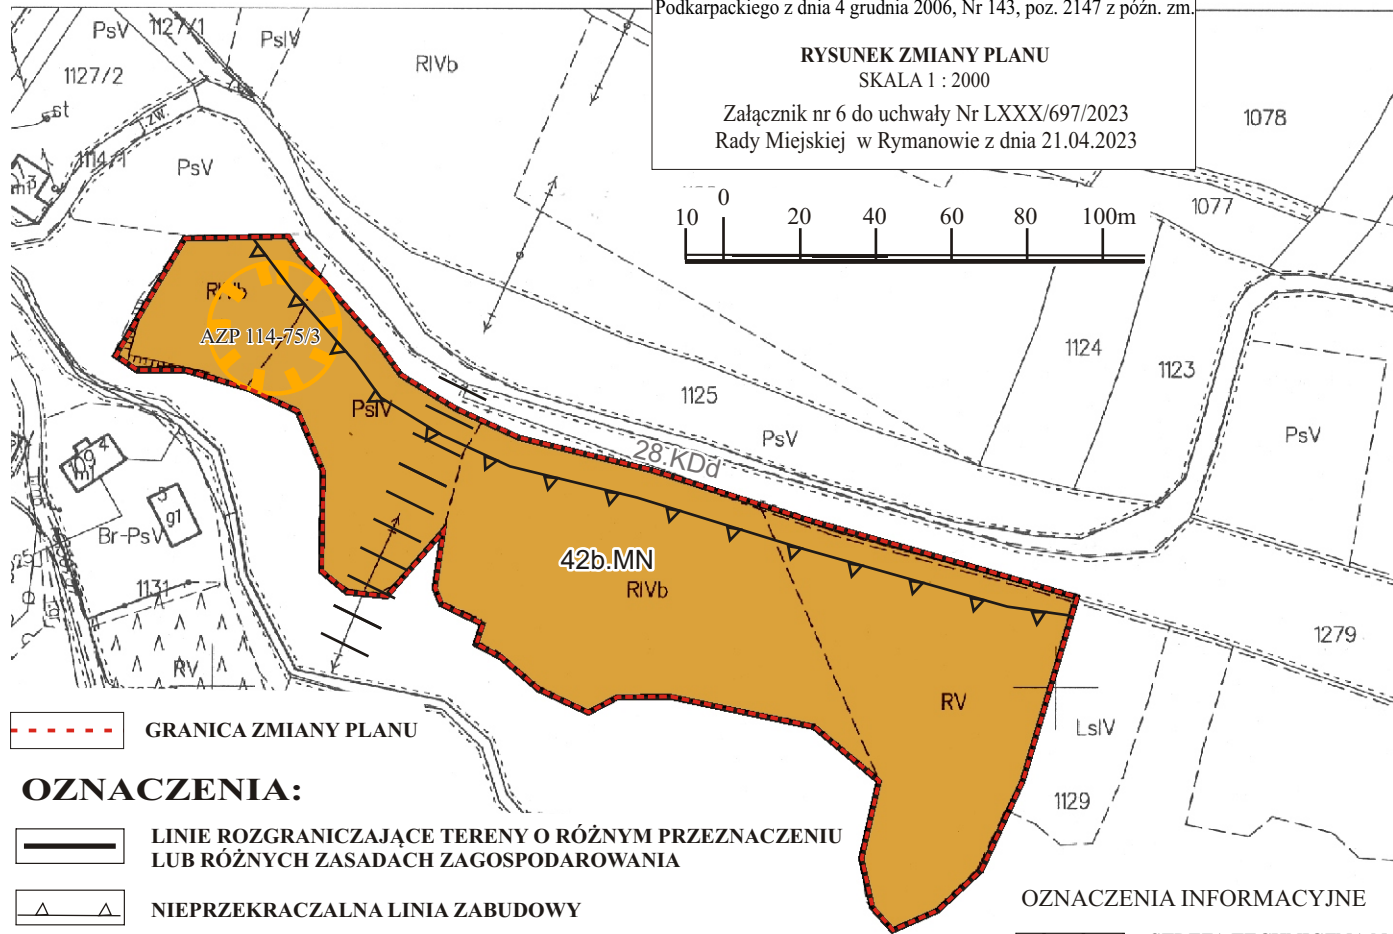 Podkarpackiego z dnia 4 grudnia 2006, Nr 143, poz. 2147 z późn. zm.
RYSUNEK ZMIANY PLANU
SKALA 1 : 2000
Załącznik nr 6 do uchwały Nr LXXX/697/2023
Rady Miejskiej w Rymanowie z dnia 21.04.2023
10 0 20 40 60 80 100m
PsV
1127/1
PsIV
RIVb
1127/2
st
1078
zw.
1114/1
PsV
1077
RIVb
AZP 114-75/3
1124
1123
1125
PsIV
PsV
PsV
28.KDd
4
m1
3
g1
Br-PsV
42b.MN
RIVb
1131
1279
RV
RV
LsIV
1129
GRANICA ZMIANY PLANU
OZNACZENIA:
LINIE ROZGRANICZAJĄCE TERENY O RÓŻNYM PRZEZNACZENIU
LUB RÓŻNYCH ZASADACH ZAGOSPODAROWANIA
NIEPRZEKRACZALNA LINIA ZABUDOWY
OZNACZENIA INFORMACYJNE